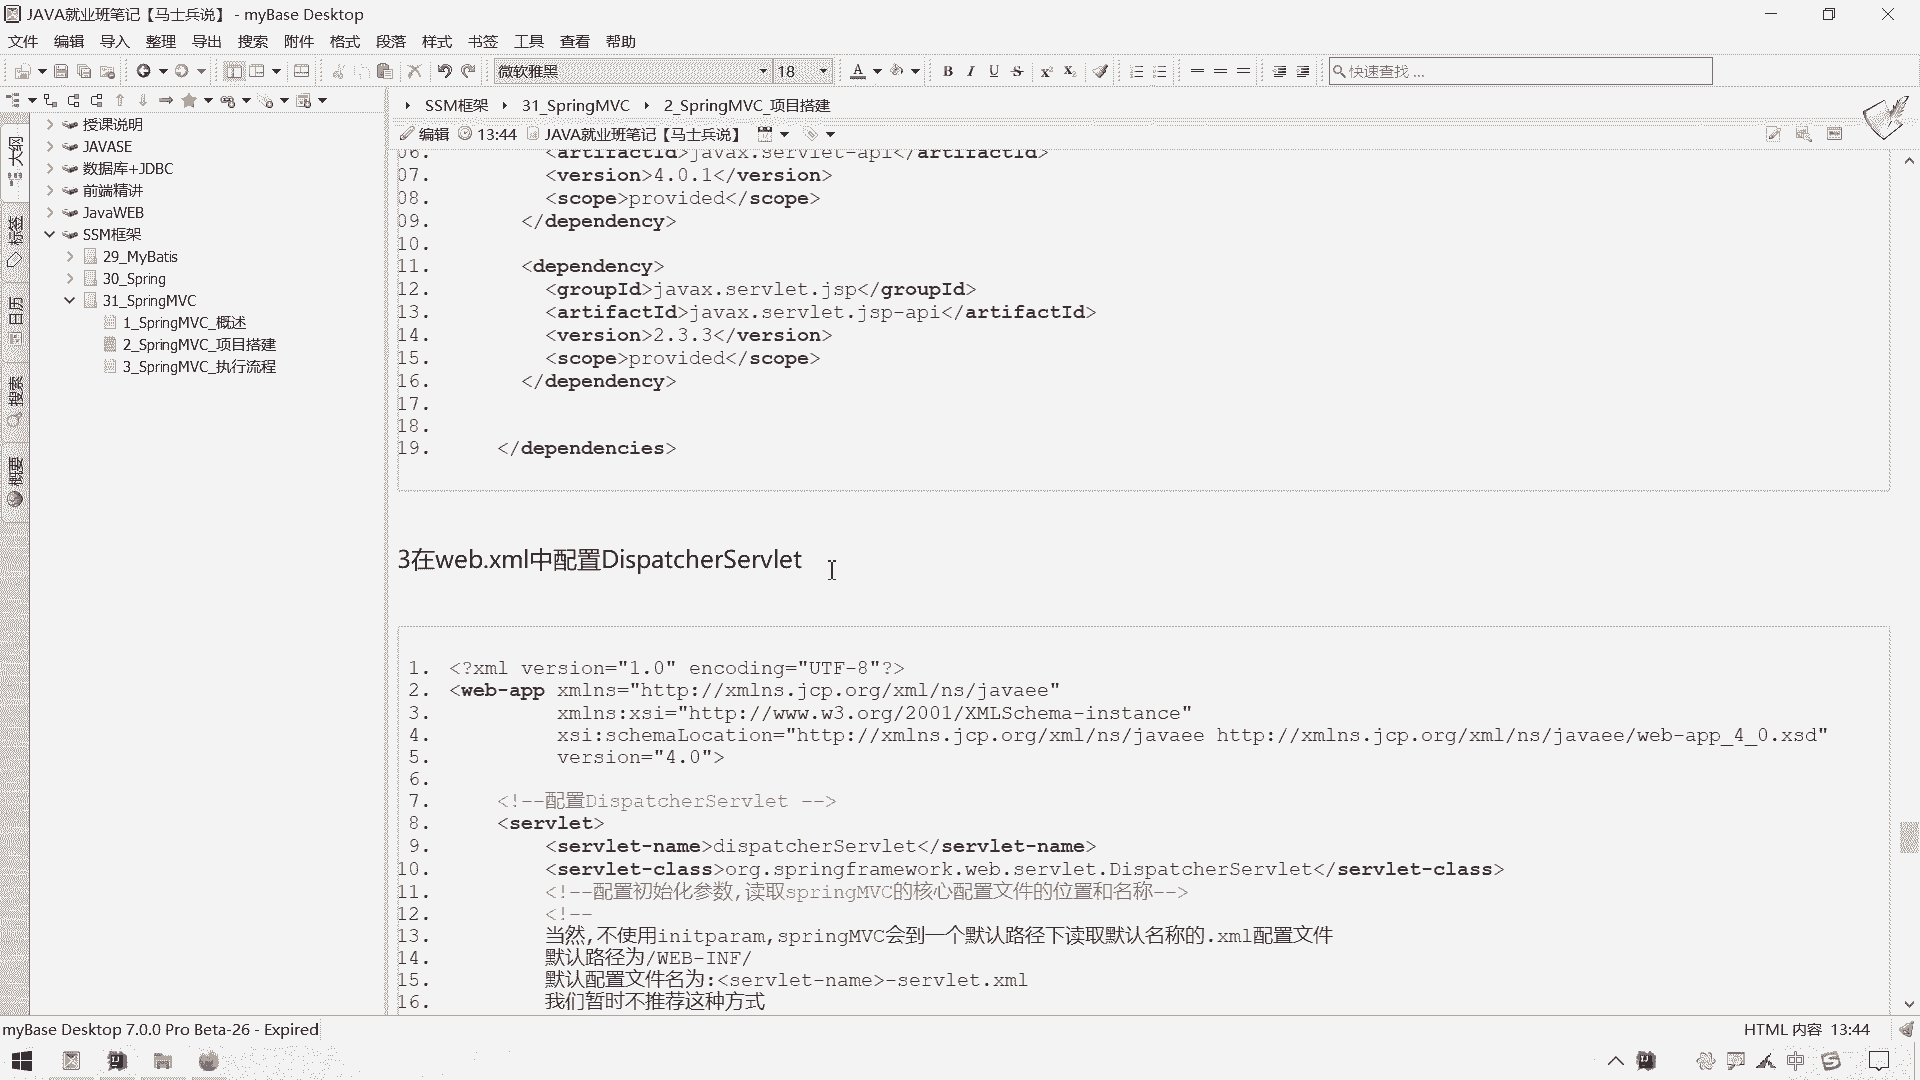 JAVA就业班笔记【马士兵说】 - myBase Desktop
文件 编辑 导入 整理 导出 搜索 附件 格式 段落 样式 书签 工具 查看 帮助
微软雅黑 18 A B I U S x² X₂ 快速查找 ...
SSM框架 31_SpringMVC 2_SpringMVC_项目搭建
编辑 13:44 JAVA就业班笔记【马士兵说】
大纲
标签
日历
搜索
概要
授课说明
JAVASE
数据库+JDBC
前端精讲
JavaWEB
SSM框架
29_MyBatis
30_Spring
31_SpringMVC
1_SpringMVC_概述
2_SpringMVC_项目搭建
3_SpringMVC_执行流程
06. <artifactId>javax.servlet-api</artifactId>
07. <version>4.0.1</version>
08. <scope>provided</scope>
09. </dependency>
10.
11. <dependency>
12. <groupId>javax.servlet.jsp</groupId>
13. <artifactId>javax.servlet.jsp-api</artifactId>
14. <version>2.3.3</version>
15. <scope>provided</scope>
16. </dependency>
17.
18.
19. </dependencies>
3在web.xml中配置DispatcherServlet
1. <?xml version="1.0" encoding="UTF-8"?>
2. <web-app xmlns="http://xmlns.jcp.org/xml/ns/javaee"
3. xmlns:xsi="http://www.w3.org/2001/XMLSchema-instance"
4. xsi:schemaLocation="http://xmlns.jcp.org/xml/ns/javaee http://xmlns.jcp.org/xml/ns/javaee/web-app_4_0.xsd"
5. version="4.0">
6.
7. <!--配置DispatcherServlet -->
8. <servlet>
9. <servlet-name>dispatcherServlet</servlet-name>
10. <servlet-class>org.springframework.web.servlet.DispatcherServlet</servlet-class>
11. <!--配置初始化参数,读取springMVC的核心配置文件的位置和名称-->
12. <!--
13. 当然,不使用initparam,springMVC会到一个默认路径下读取默认名称的.xml配置文件
14. 默认路径为/WEB-INF/
15. 默认配置文件名为:<servlet-name>-servlet.xml
16. 我们暂时不推荐这种方式
myBase Desktop 7.0.0 Pro Beta-26 - Expired
HTML 内容 13:44
中